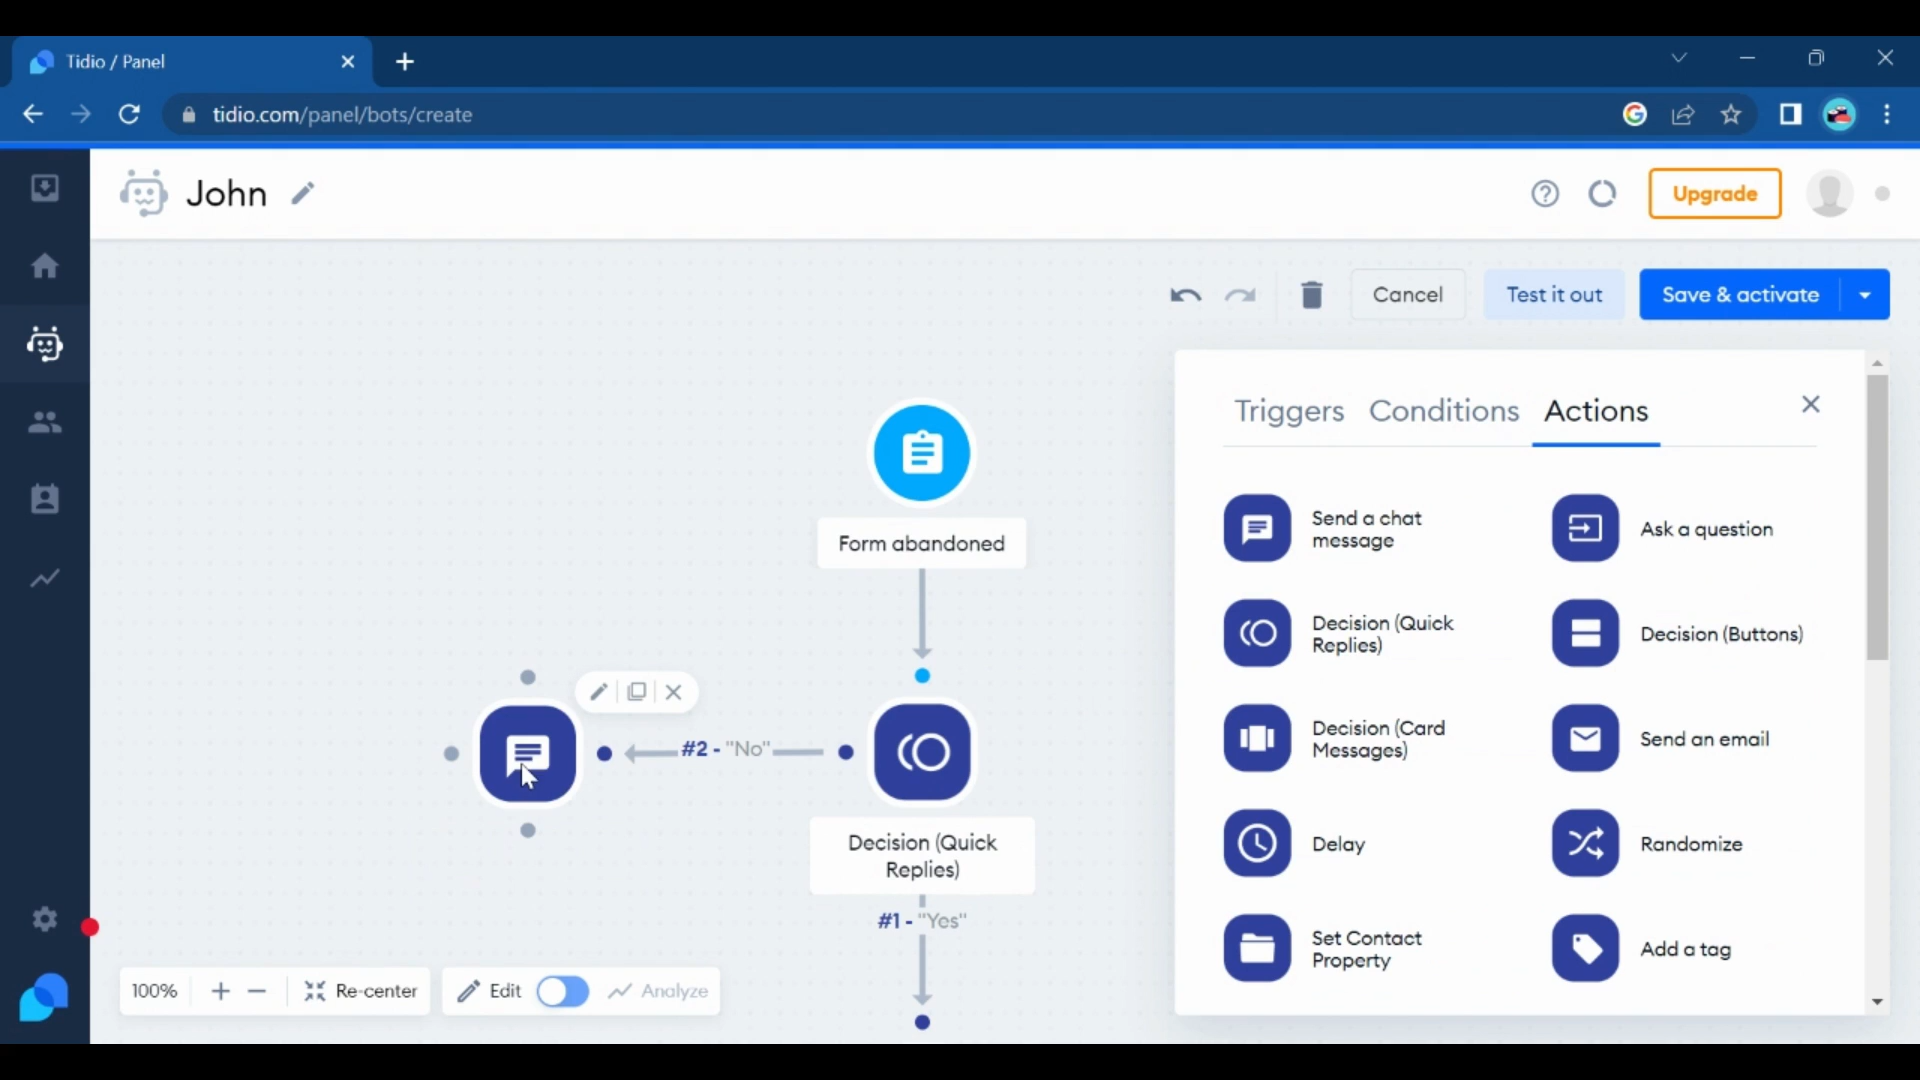 Tidio / Panel
tidio.com/panel/bots/create
John
Upgrade
Cancel
Test it out
Save & activate
Triggers
Conditions
Actions
Send a chat
message
Ask a question
Decision (Quick
Replies)
Decision (Buttons)
Decision (Card
Messages)
Send an email
Delay
Randomize
Set Contact
Property
Add a tag
Form abandoned
#2 - "No"
Decision (Quick
Replies)
#1 - "Yes"
100%
Re-center
Edit
Analyze